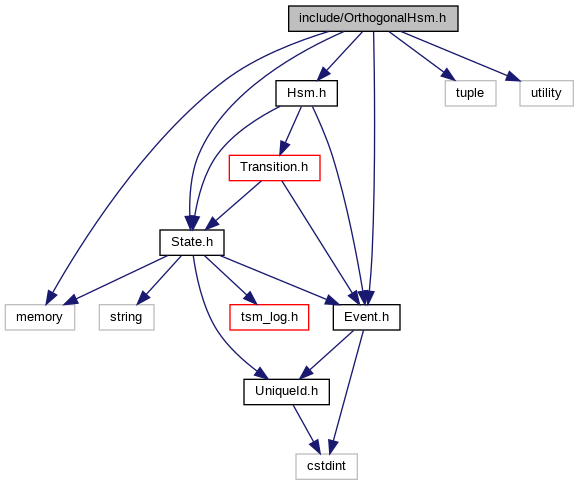 include/OrthogonalHsm.h
Hsm.h
tuple
utility
Transition.h
State.h
memory
string
tsm_log.h
Event.h
UniqueId.h
cstdint